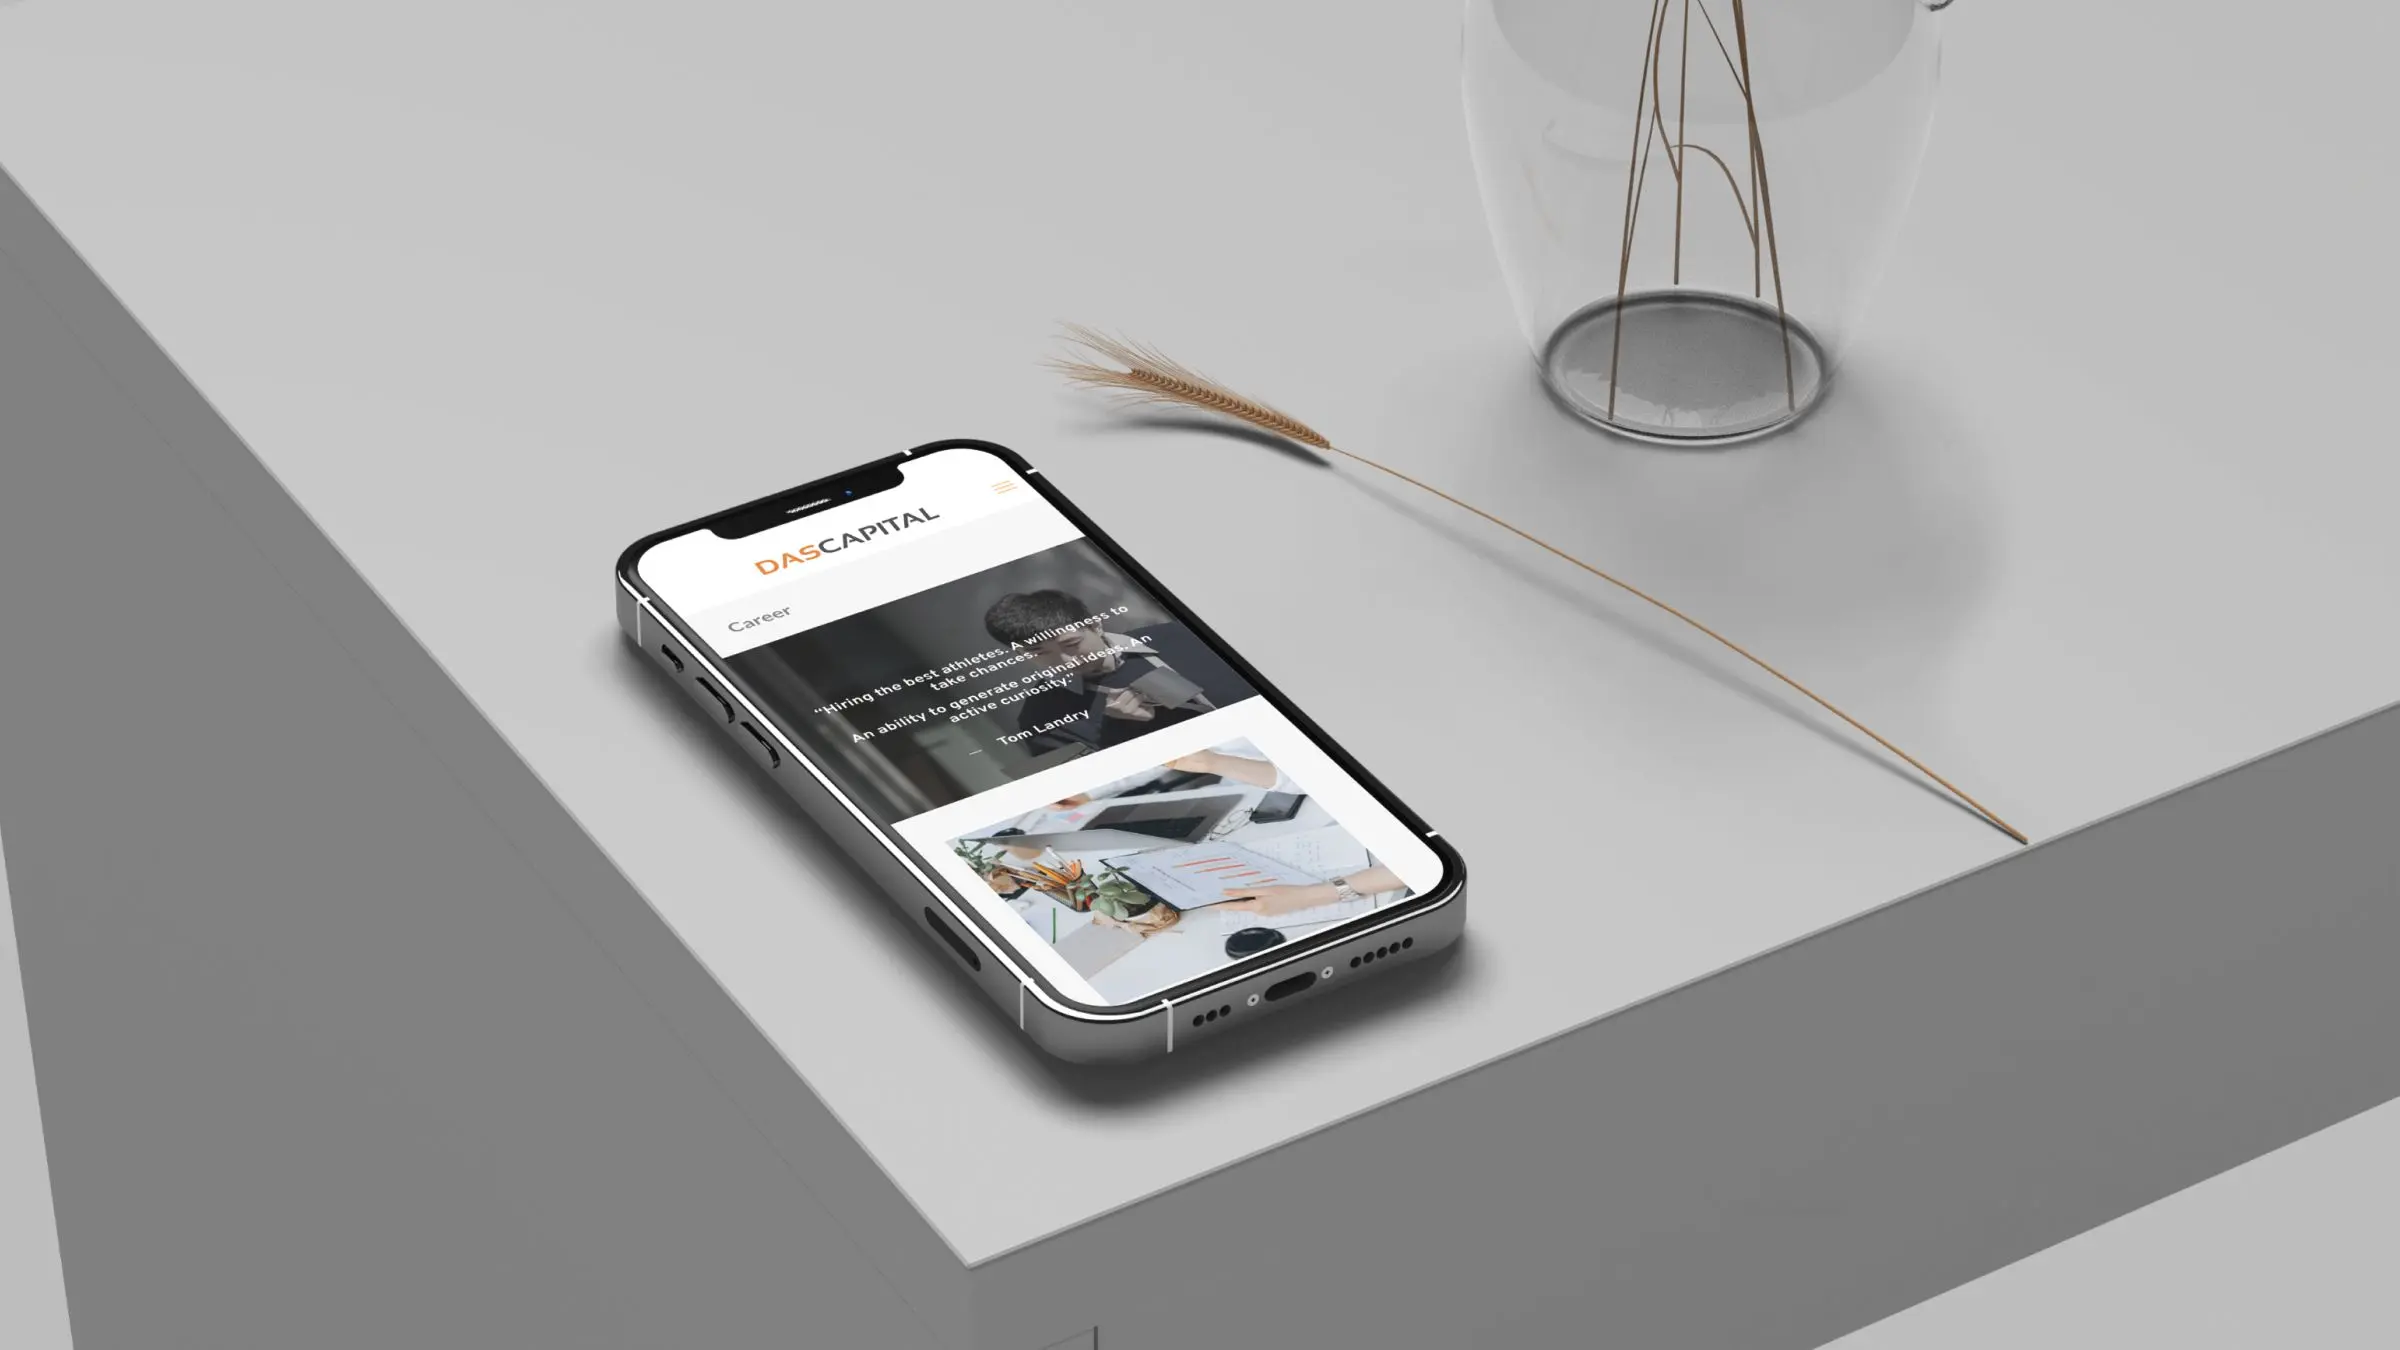 DASCAPITAL
Career
“Hiring the best athletes. A willingness to
take chances.
An ability to generate original ideas. An
active curiosity.”
— Tom Landry